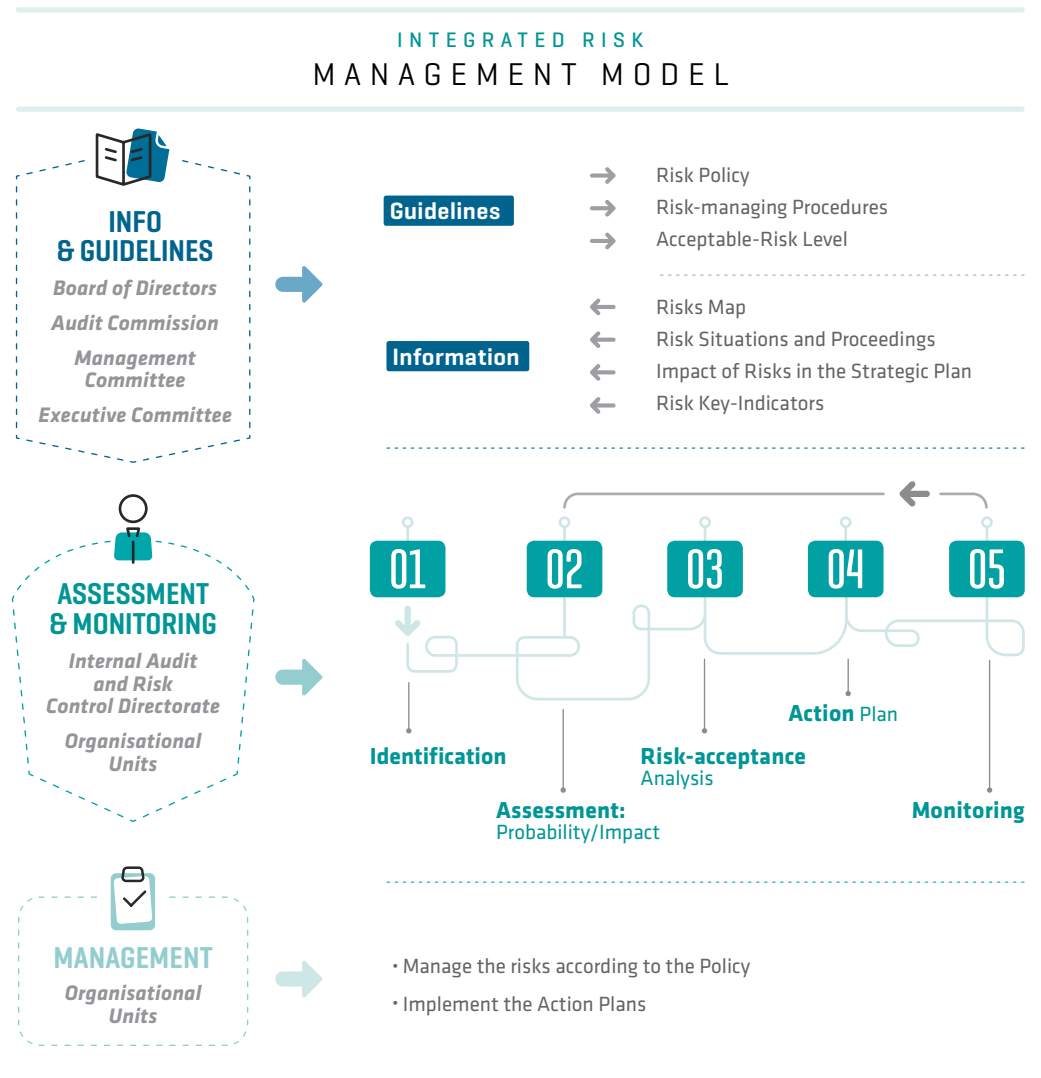 INTEGRATED RISK
MANAGEMENT MODEL
INFO
& GUIDELINES
Board of Directors
Audit Commission
Management
Committee
Executive Committee
Guidelines
Risk Policy
Risk-managing Procedures
Acceptable-Risk Level
Information
Risks Map
Risk Situations and Proceedings
Impact of Risks in the Strategic Plan
Risk Key-Indicators
ASSESSMENT
& MONITORING
Internal Audit
and Risk
Control Directorate
Organisational
Units
01
02
03
04
05
Identification
Assessment:
Probability/Impact
Risk-acceptance
Analysis
Action Plan
Monitoring
MANAGEMENT
Organisational
Units
• Manage the risks according to the Policy
• Implement the Action Plans